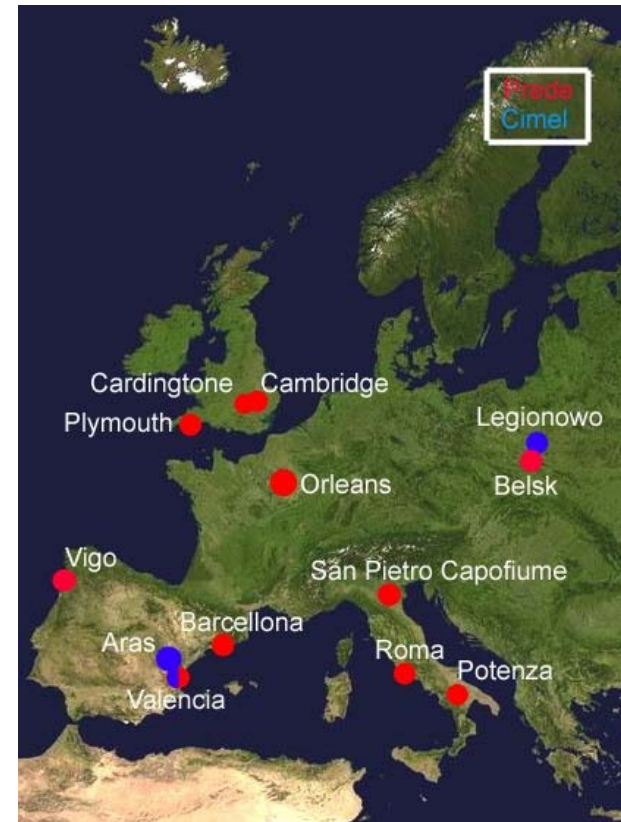 Prede
Cimel
Cardingtone
Cambridge
Plymouth
Legionowo
Orleans
Belsk
Vigo
San Pietro Capofiume
Barcellona
Aras
Roma
Potenza
Valencia